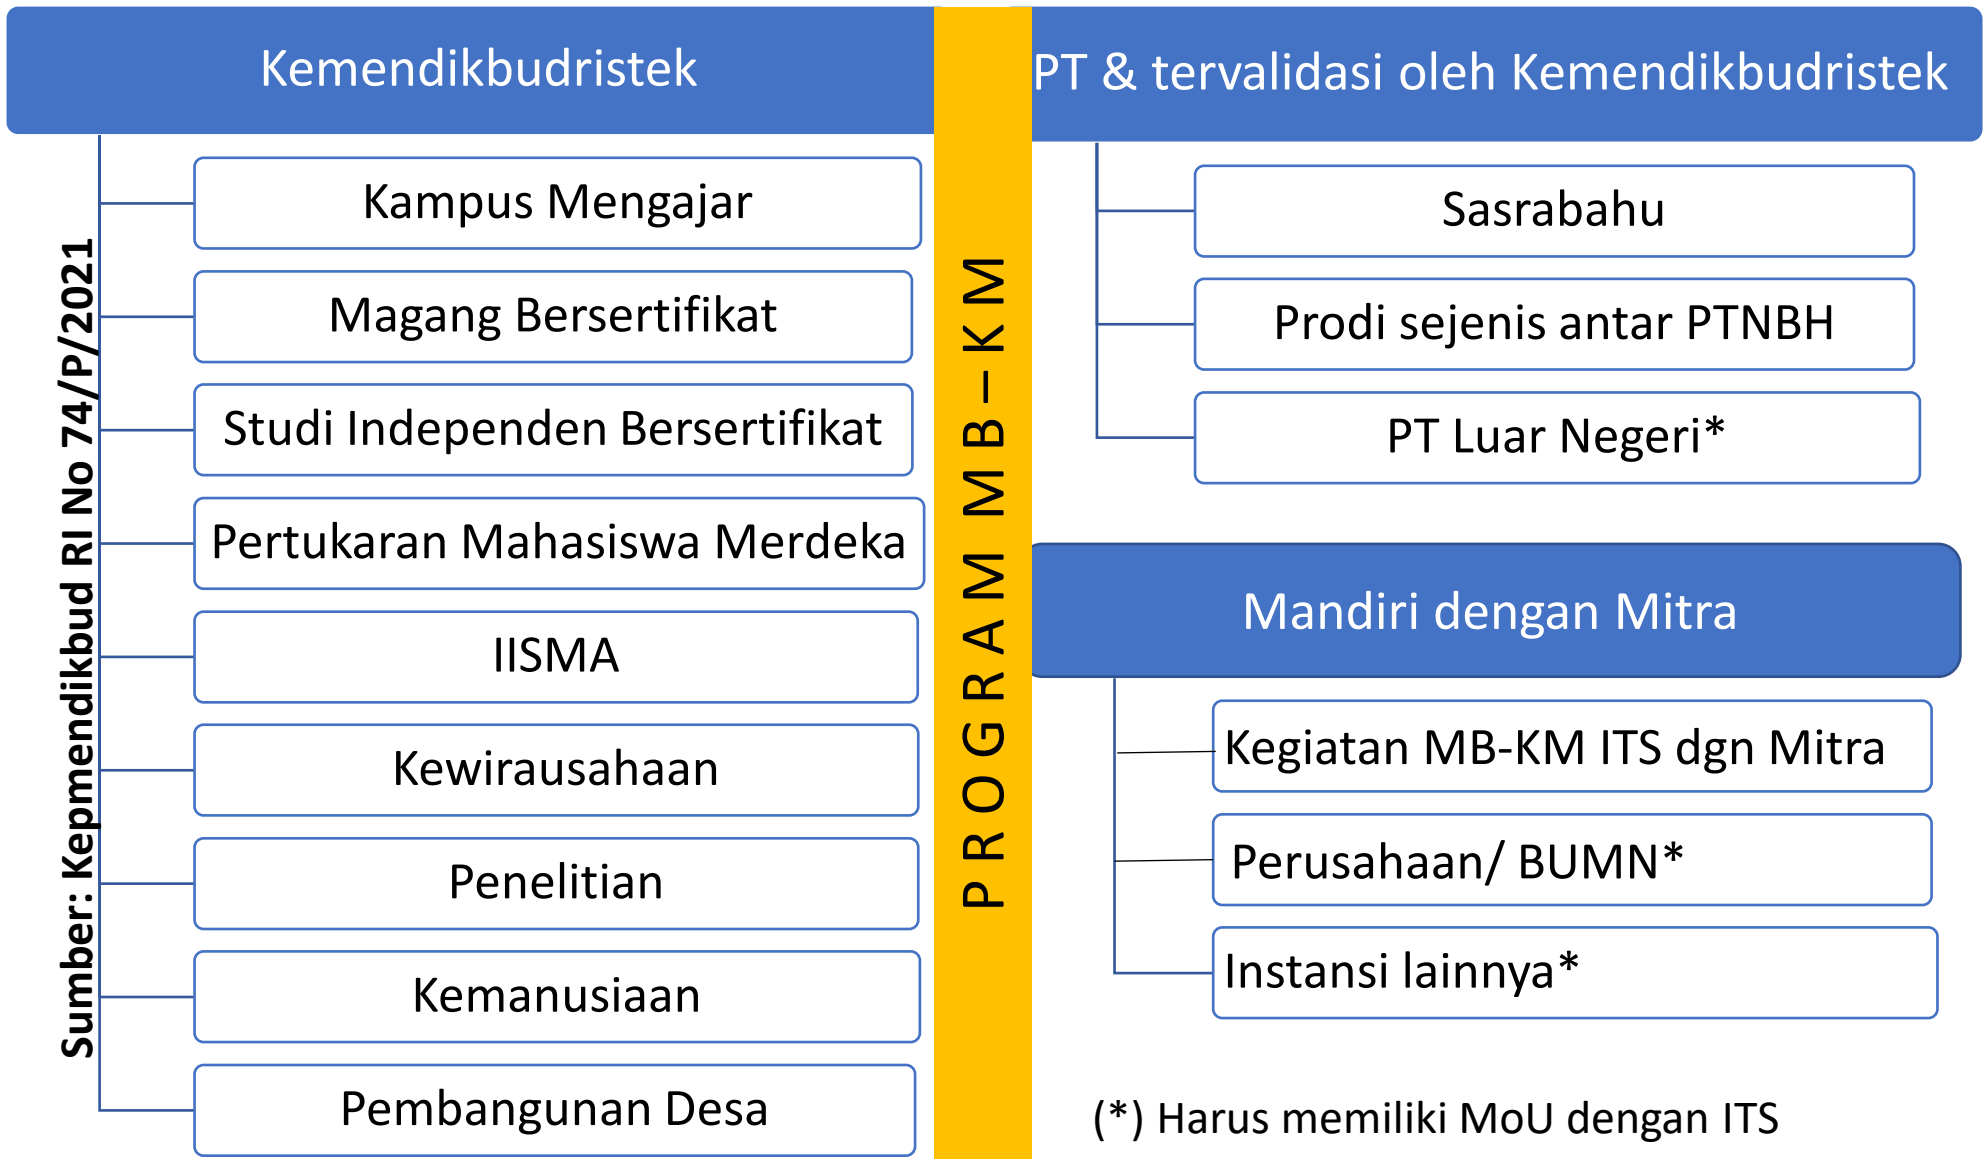 Kemendikbudristek
Sumber: Kepmendikbud RI No 74/P/2021
Kampus Mengajar
Magang Bersertifikat
Studi Independen Bersertifikat
Pertukaran Mahasiswa Merdeka
IISMA
Kewirausahaan
Penelitian
Kemanusiaan
Pembangunan Desa
PROGRAM MB–KM
PT & tervalidasi oleh Kemendikbudristek
Sasrabahu
Prodi sejenis antar PTNBH
PT Luar Negeri*
Mandiri dengan Mitra
Kegiatan MB-KM ITS dgn Mitra
Perusahaan/ BUMN*
Instansi lainnya*
(*) Harus memiliki MoU dengan ITS